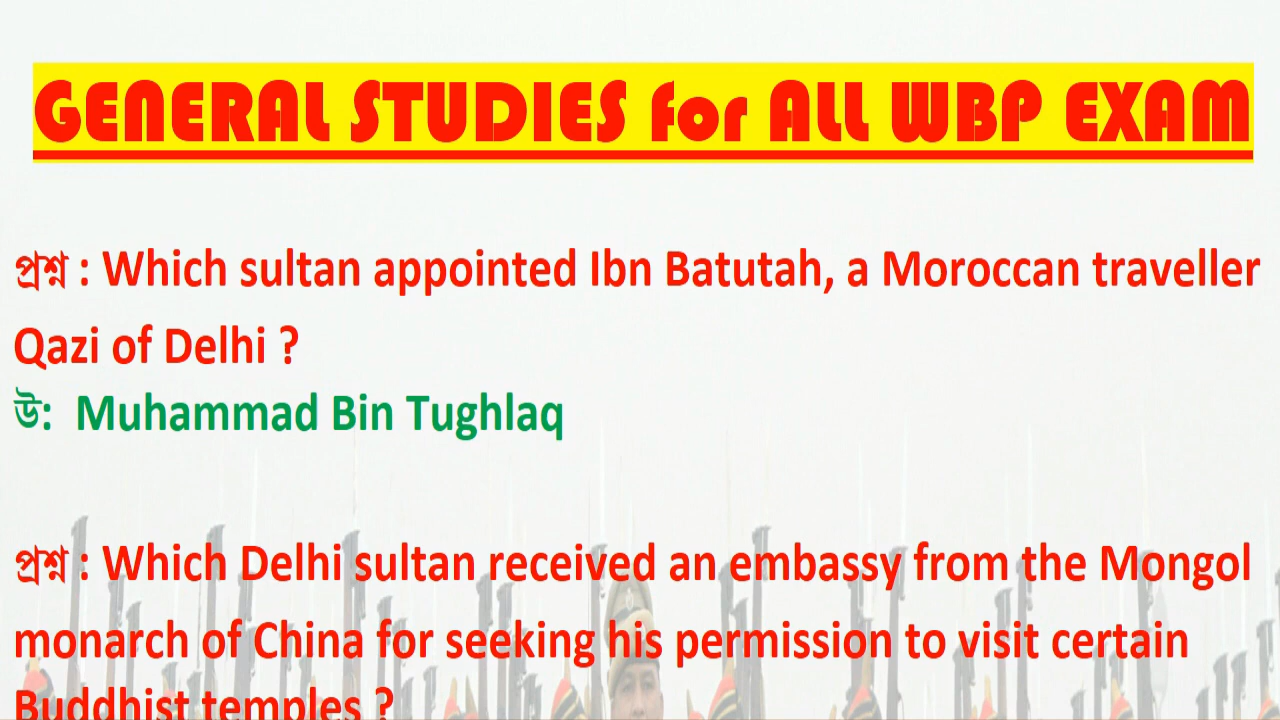 GENERAL STUDIES for ALL WBP EXAM
প্রশ্ন : Which sultan appointed Ibn Batutah, a Moroccan traveller
Qazi of Delhi ?
উ: Muhammad Bin Tughlaq
প্রশ্ন : Which Delhi sultan received an embassy from the Mongol
monarch of China for seeking his permission to visit certain
Buddhist temples ?